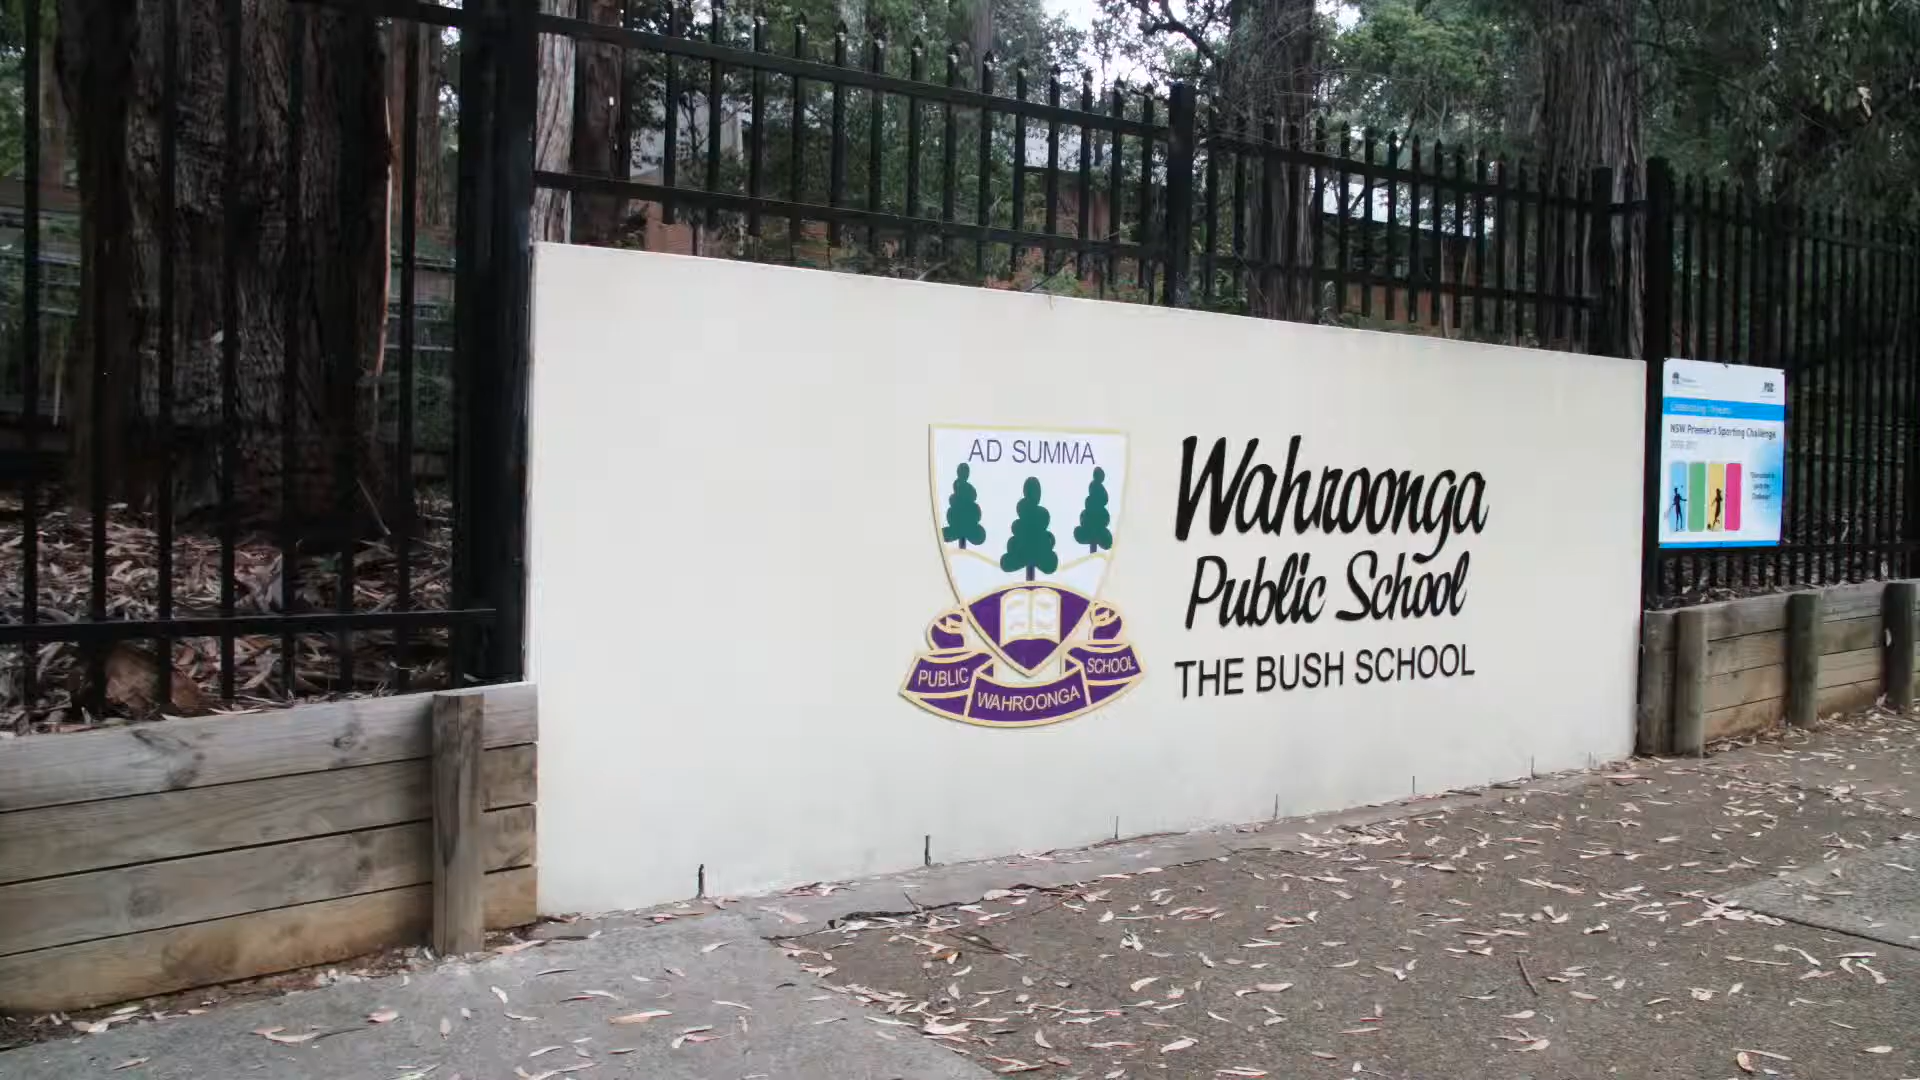 AD SUMMA
PUBLIC
WAHROONGA
SCHOOL
Wahroonga
Public School
THE BUSH SCHOOL
NSW Premier's Sporting Challenge